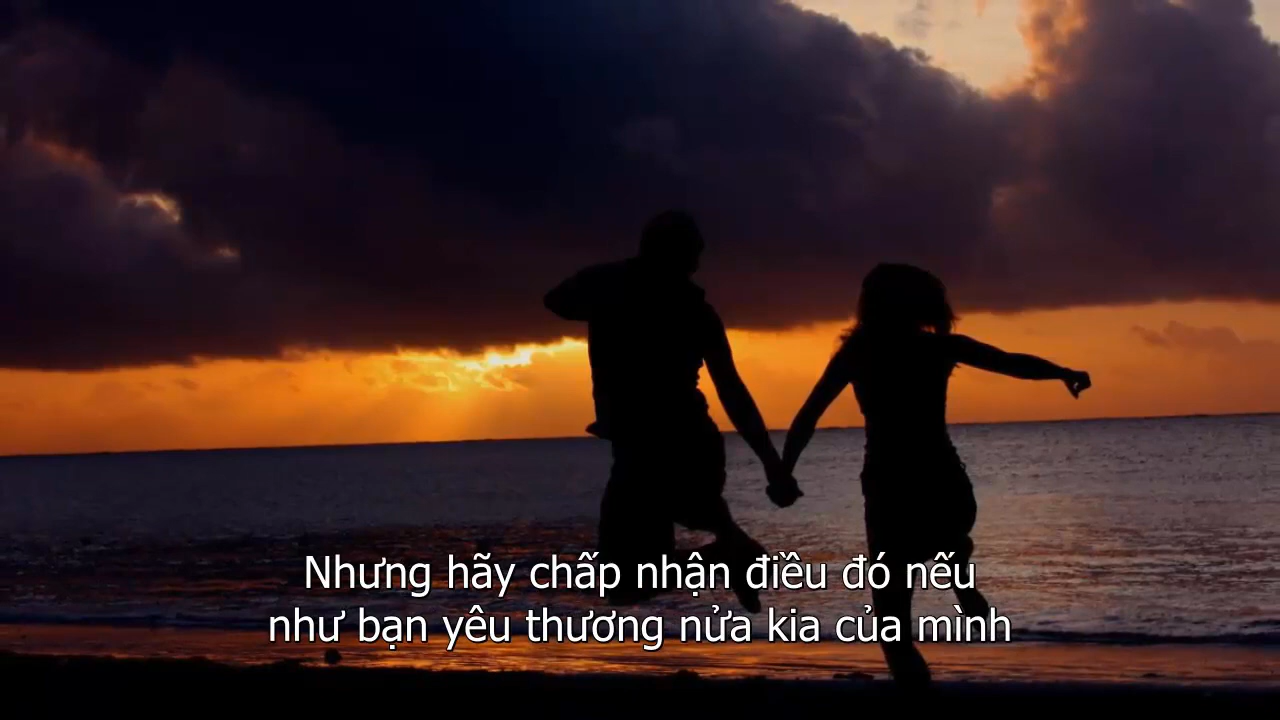 Nhưng hãy chấp nhận điều đó nếu
như bạn yêu thương nửa kia của mình